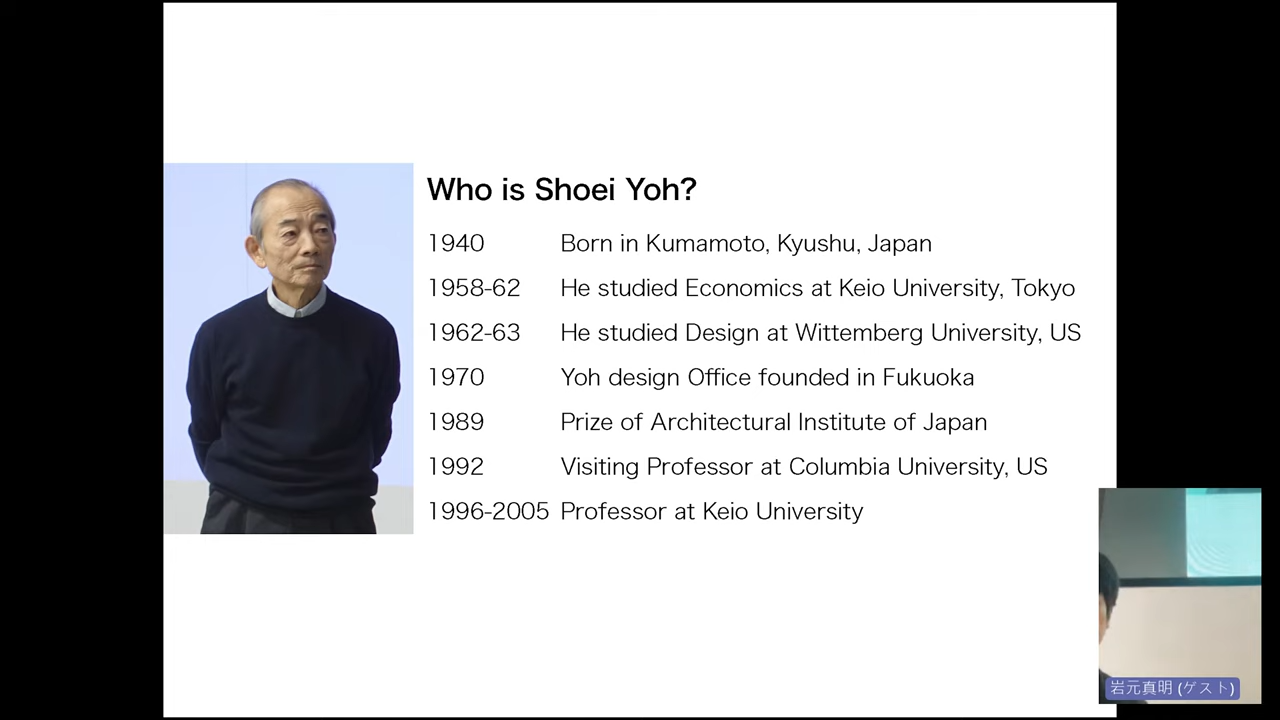 Who is Shoei Yoh?
1940 Born in Kumamoto, Kyushu, Japan
1958-62 He studied Economics at Keio University, Tokyo
1962-63 He studied Design at Wittemberg University, US
1970 Yoh design Office founded in Fukuoka
1989 Prize of Architectural Institute of Japan
1992 Visiting Professor at Columbia University, US
1996-2005 Professor at Keio University
岩元真明 (ゲスト)